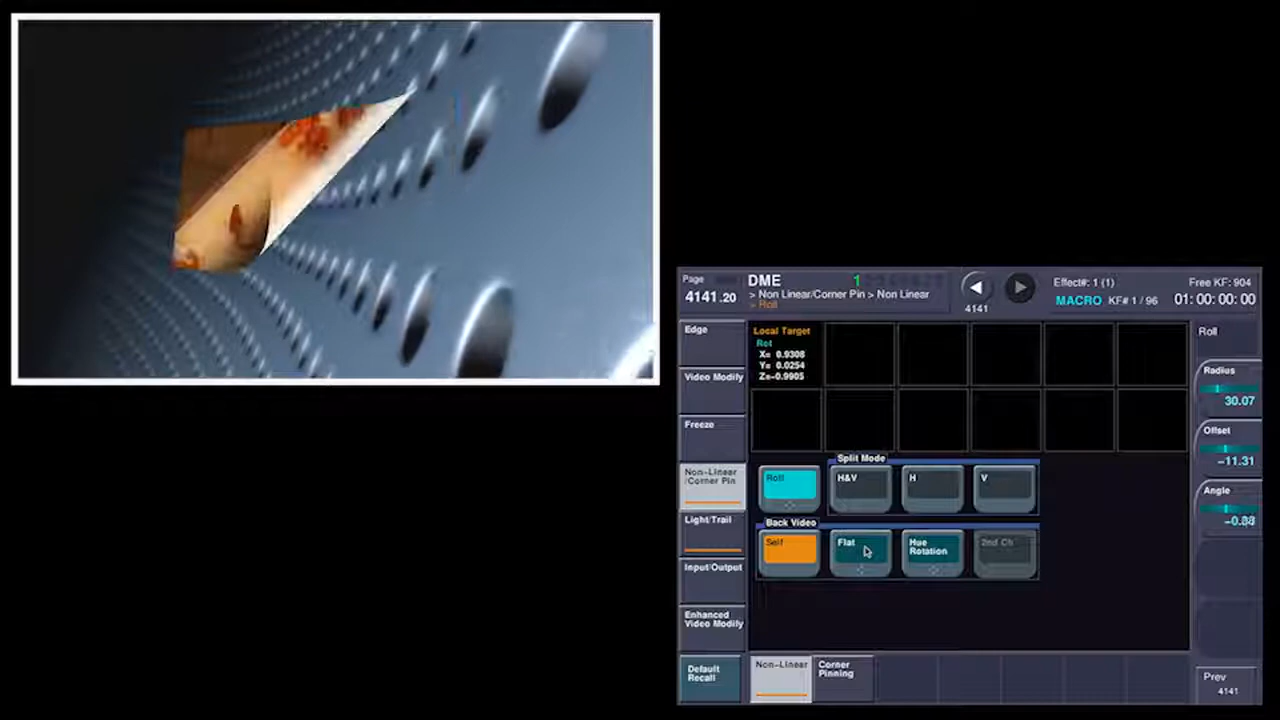 Page
4141.20
DME
1
> Non Linear/Corner Pin > Non Linear
> Roll
4141
Effect#: 1 (1)
MACRO KF# 1 / 96
Free KF: 904
01: 00: 00: 00
Edge
Video Modify
Freeze
Non-Linear
/Corner Pin
Light/Trail
Input/Output
Enhanced
Video Modify
Default
Recall
Local Target
Rot
X= 0.9308
Y= 0.0254
Z=-0.9905
Split Mode
Roll
H&V
H
V
Back Video
Self
Flat
Hue
Rotation
2nd Ch
Non-Linear
Corner
Pinning
Roll
Radius
30.07
Offset
-11.31
Angle
Prev
4141